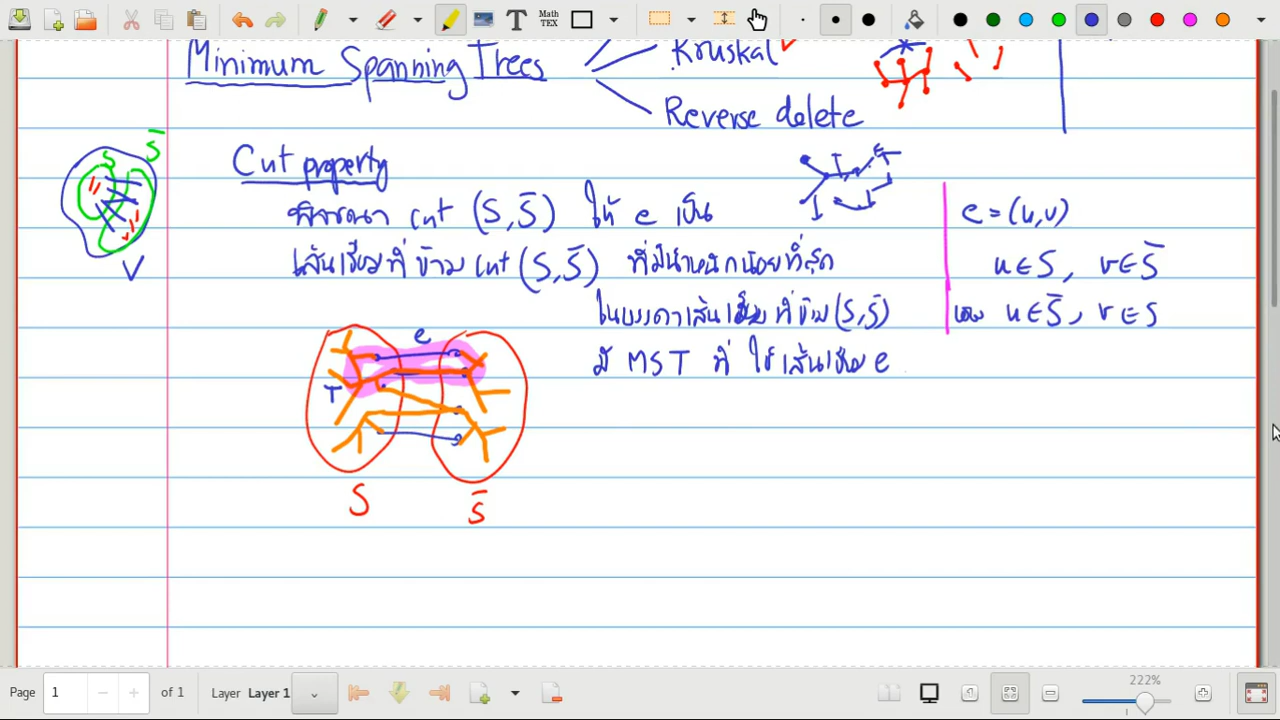 Math
TEX
Minimum Spanning Trees
Kruskal
Reverse delete
S
S̄
V
Cut property
พิจารณา cut (S, S̄) ให้ e เป็น
เส้นเชื่อมที่ข้าม cut (S, S̄) ที่มีน้ำหนักน้อยที่สุด
ในบรรดาเส้นเชื่อมที่ข้าม (S, S̄)
มี MST ที่ใช้เส้นเชื่อม e
e = (u, v)
u ∈ S, v ∈ S̄
u ∈ S̄, v ∈ S
e
T
S
S̄
Page 1 of 1 Layer Layer 1 222%